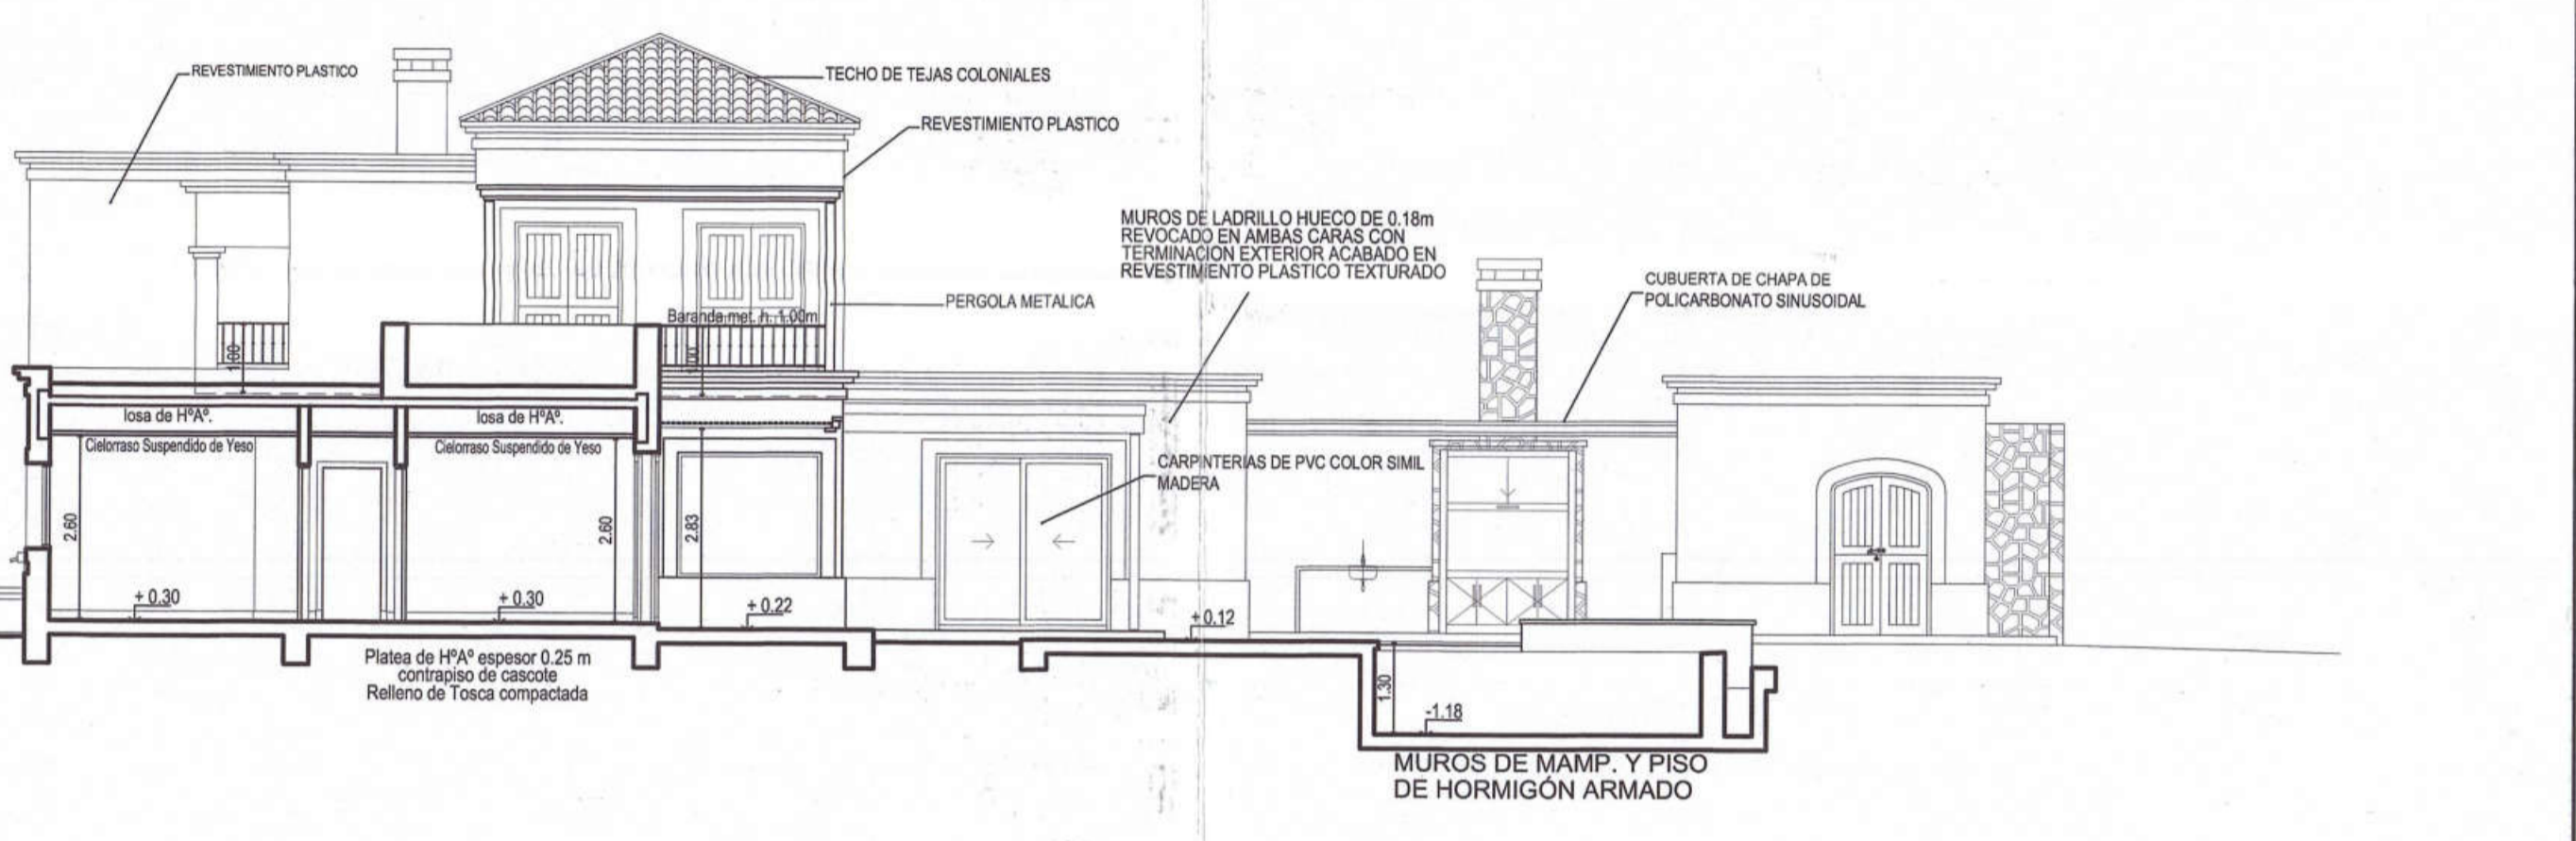 REVESTIMIENTO PLASTICO
TECHO DE TEJAS COLONIALES
REVESTIMIENTO PLASTICO
MUROS DE LADRILLO HUECO DE 0.18m
REVOCADO EN AMBAS CARAS CON
TERMINACION EXTERIOR ACABADO EN
REVESTIMIENTO PLASTICO TEXTURADO
CUBUERTA DE CHAPA DE
POLICARBONATO SINUSOIDAL
PERGOLA METALICA
Baranda met. h. 1.00m
1.00
1.00
losa de HºAº.
losa de HºAº.
Cielorraso Suspendido de Yeso
Cielorraso Suspendido de Yeso
CARPINTERIAS DE PVC COLOR SIMIL
MADERA
2.60
2.60
2.83
+ 0.30
+ 0.30
+ 0.22
+ 0.12
Platea de HºAº espesor 0.25 m
contrapiso de cascote
Relleno de Tosca compactada
1.30
-1.18
MUROS DE MAMP. Y PISO
DE HORMIGÓN ARMADO